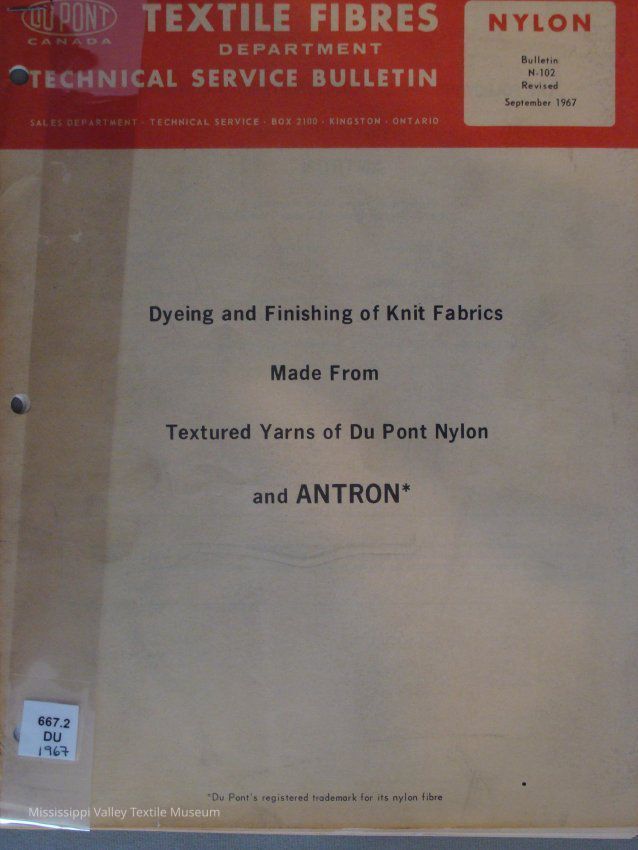 DU PONT
CANADA
TEXTILE FIBRES
DEPARTMENT
TECHNICAL SERVICE BULLETIN
SALES DEPARTMENT - TECHNICAL SERVICE - BOX 2100 - KINGSTON - ONTARIO
NYLON
Bulletin
N-102
Revised
September 1967
Dyeing and Finishing of Knit Fabrics
Made From
Textured Yarns of Du Pont Nylon
and ANTRON*
667.2
DU
1967
*Du Pont's registered trademark for its nylon fibre
Mississippi Valley Textile Museum